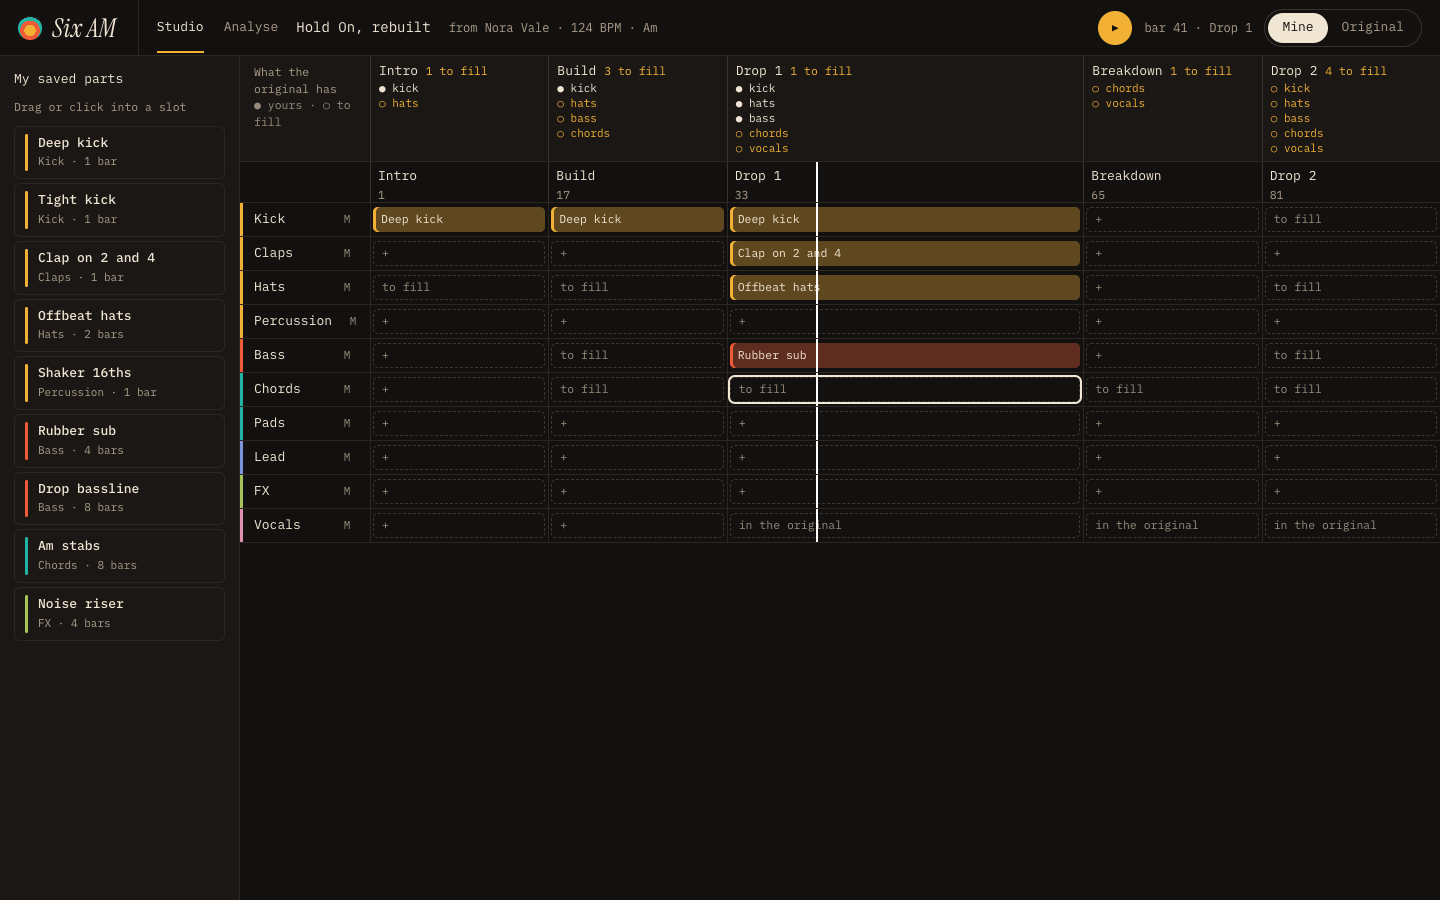 Six AM
Studio
Analyse
Hold On, rebuilt
from Nora Vale · 124 BPM · Am
▶
bar 41 · Drop 1
Mine
Original
My saved parts
Drag or click into a slot
Deep kick
Kick · 1 bar
Tight kick
Kick · 1 bar
Clap on 2 and 4
Claps · 1 bar
Offbeat hats
Hats · 2 bars
Shaker 16ths
Percussion · 1 bar
Rubber sub
Bass · 4 bars
Drop bassline
Bass · 8 bars
Am stabs
Chords · 8 bars
Noise riser
FX · 4 bars
What the
original has
● yours · ○ to
fill
Intro 1 to fill
● kick
○ hats
Build 3 to fill
● kick
○ hats
○ bass
○ chords
Drop 1 1 to fill
● kick
● hats
● bass
○ chords
○ vocals
Breakdown 1 to fill
○ chords
○ vocals
Drop 2 4 to fill
○ kick
○ hats
○ bass
○ chords
○ vocals
Intro
1
Build
17
Drop 1
33
Breakdown
65
Drop 2
81
Kick M Deep kick Deep kick Deep kick + to fill
Claps M + + Clap on 2 and 4 + +
Hats M to fill to fill Offbeat hats + to fill
Percussion M + + + + +
Bass M + to fill Rubber sub + to fill
Chords M + to fill to fill to fill to fill
Pads M + + + + +
Lead M + + + + +
FX M + + + + +
Vocals M + + in the original in the original in the original